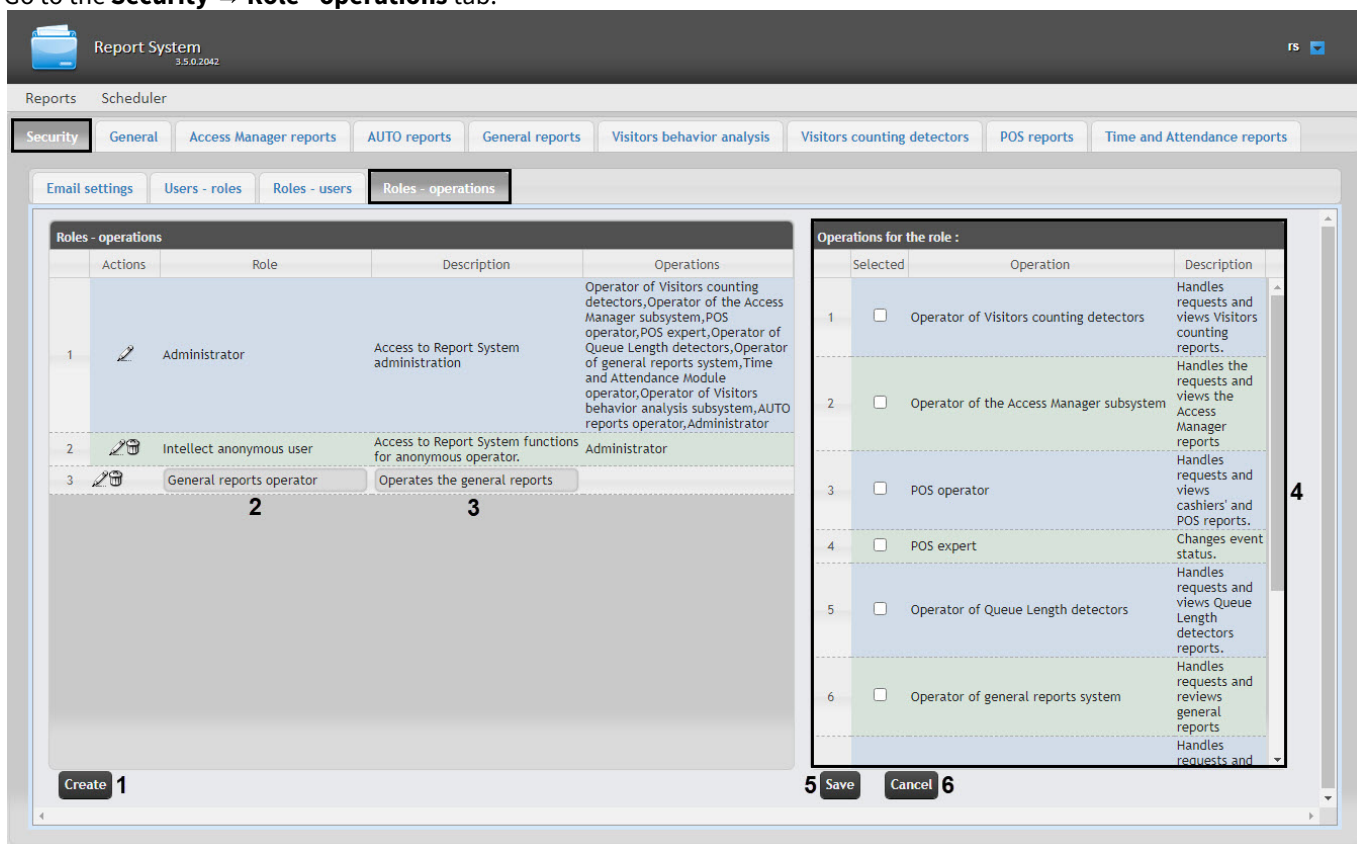 Go to the Security → Role - operations tab.
Report System
3.5.0.2042
rs
Reports Scheduler
Security General Access Manager reports AUTO reports General reports Visitors behavior analysis Visitors counting detectors POS reports Time and Attendance reports
Email settings Users - roles Roles - users Roles - operations
Roles - operations
Actions Role Description Operations
1 Administrator
Access to Report System
administration
Operator of Visitors counting
detectors,Operator of the Access
Manager subsystem,POS
operator,POS expert,Operator of
Queue Length detectors,Operator
of general reports system,Time
and Attendance Module
operator,Operator of Visitors
behavior analysis subsystem,AUTO
reports operator,Administrator
2 Intellect anonymous user
Access to Report System functions
for anonymous operator.
Administrator
3 General reports operator Operates the general reports
2 3
Create 1
Operations for the role :
Selected Operation Description
1 Operator of Visitors counting detectors
Handles
requests and
views Visitors
counting
reports.
2 Operator of the Access Manager subsystem
Handles the
requests and
views the
Access
Manager
reports
3 POS operator
Handles
requests and
views
cashiers' and
POS reports.
4
4 POS expert
Changes event
status.
5 Operator of Queue Length detectors
Handles
requests and
views Queue
Length
detectors
reports.
6 Operator of general reports system
Handles
requests and
reviews
general
reports
Handles
requests and
5 Save Cancel 6